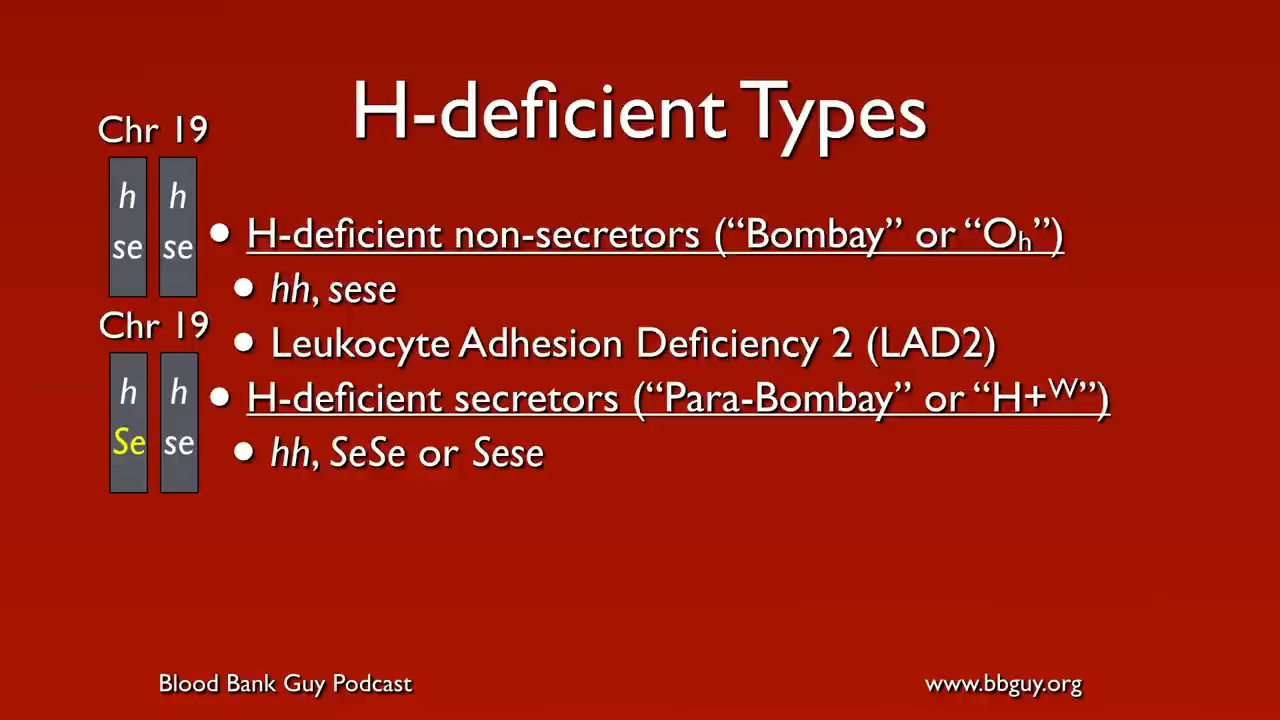 H-deficient Types
Chr 19
h h
se se
Chr 19
h h
Se se
• H-deficient non-secretors (“Bombay” or “Oₕ”)
• hh, sese
• Leukocyte Adhesion Deficiency 2 (LAD2)
• H-deficient secretors (“Para-Bombay” or “H+ᵂ”)
• hh, SeSe or Sese
Blood Bank Guy Podcast
www.bbguy.org